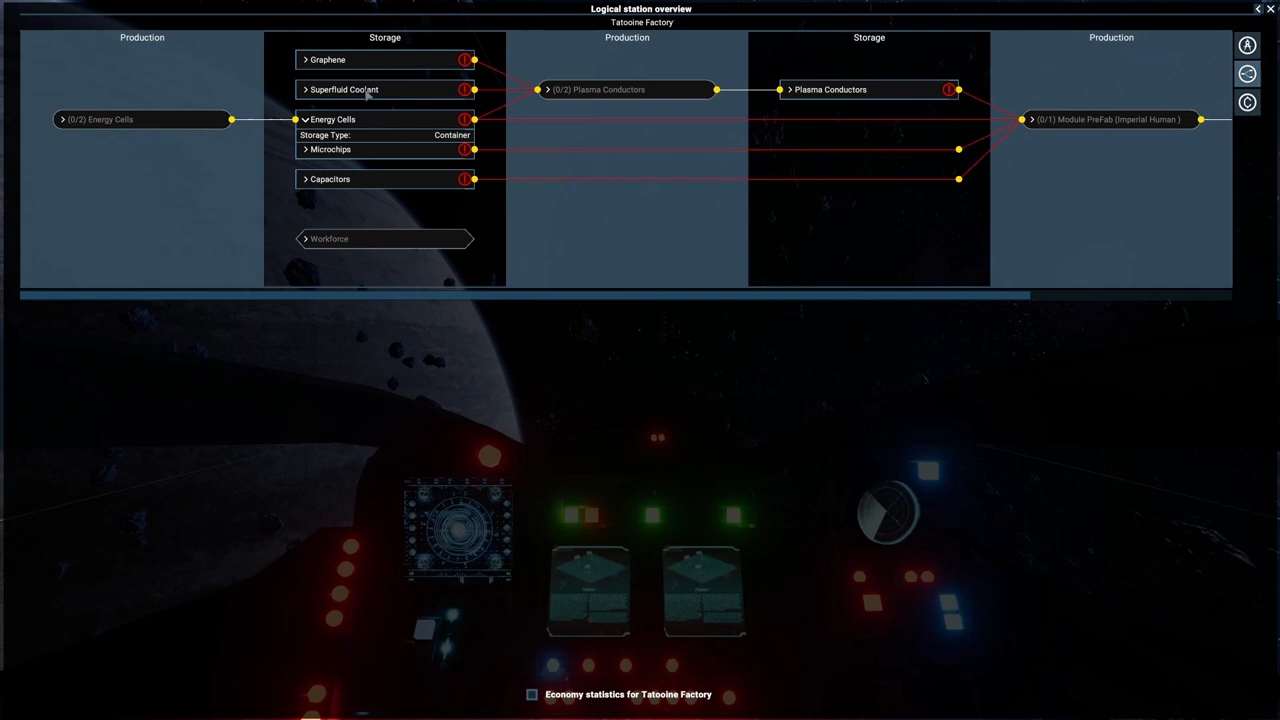 Logical station overview
Tatooine Factory
Production
Storage
Production
Storage
Production
Graphene
Superfluid Coolant
(0/2) Plasma Conductors
Plasma Conductors
(0/2) Energy Cells
Energy Cells
(0/1) Module PreFab (Imperial Human )
Storage Type: Container
Microchips
Capacitors
Workforce
Economy statistics for Tatooine Factory